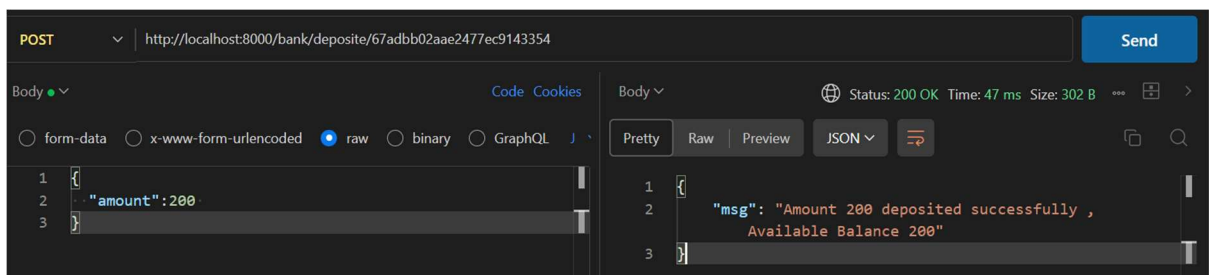 POST http://localhost:8000/bank/deposite/67adbb02aae2477ec9143354 Send
Body Code Cookies
form-data x-www-form-urlencoded raw binary GraphQL J
1 {
2 "amount":200
3 }
Body Status: 200 OK Time: 47 ms Size: 302 B
Pretty Raw Preview JSON
1 {
2 "msg": "Amount 200 deposited successfully ,
Available Balance 200"
3 }